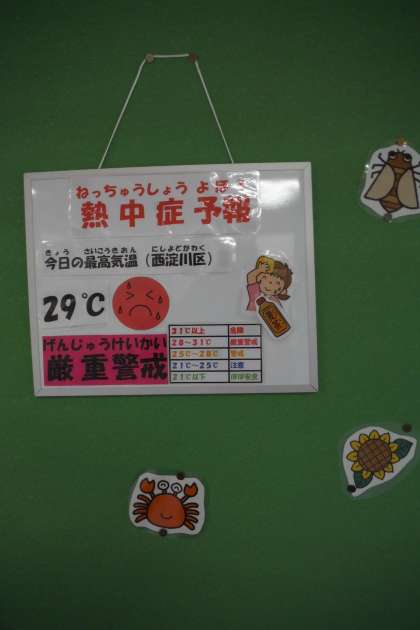 ねっちゅうしょう よほう
熱中症予報
きょう さいこうきおん にしよどがわく
今日の最高気温（西淀川区）
29℃
げんじゅうけいかい
厳重警戒
31℃以上 危険
28～31℃ 厳重警戒
25℃～28℃ 警戒
21℃～25℃ 注意
21℃以下 ほぼ安全